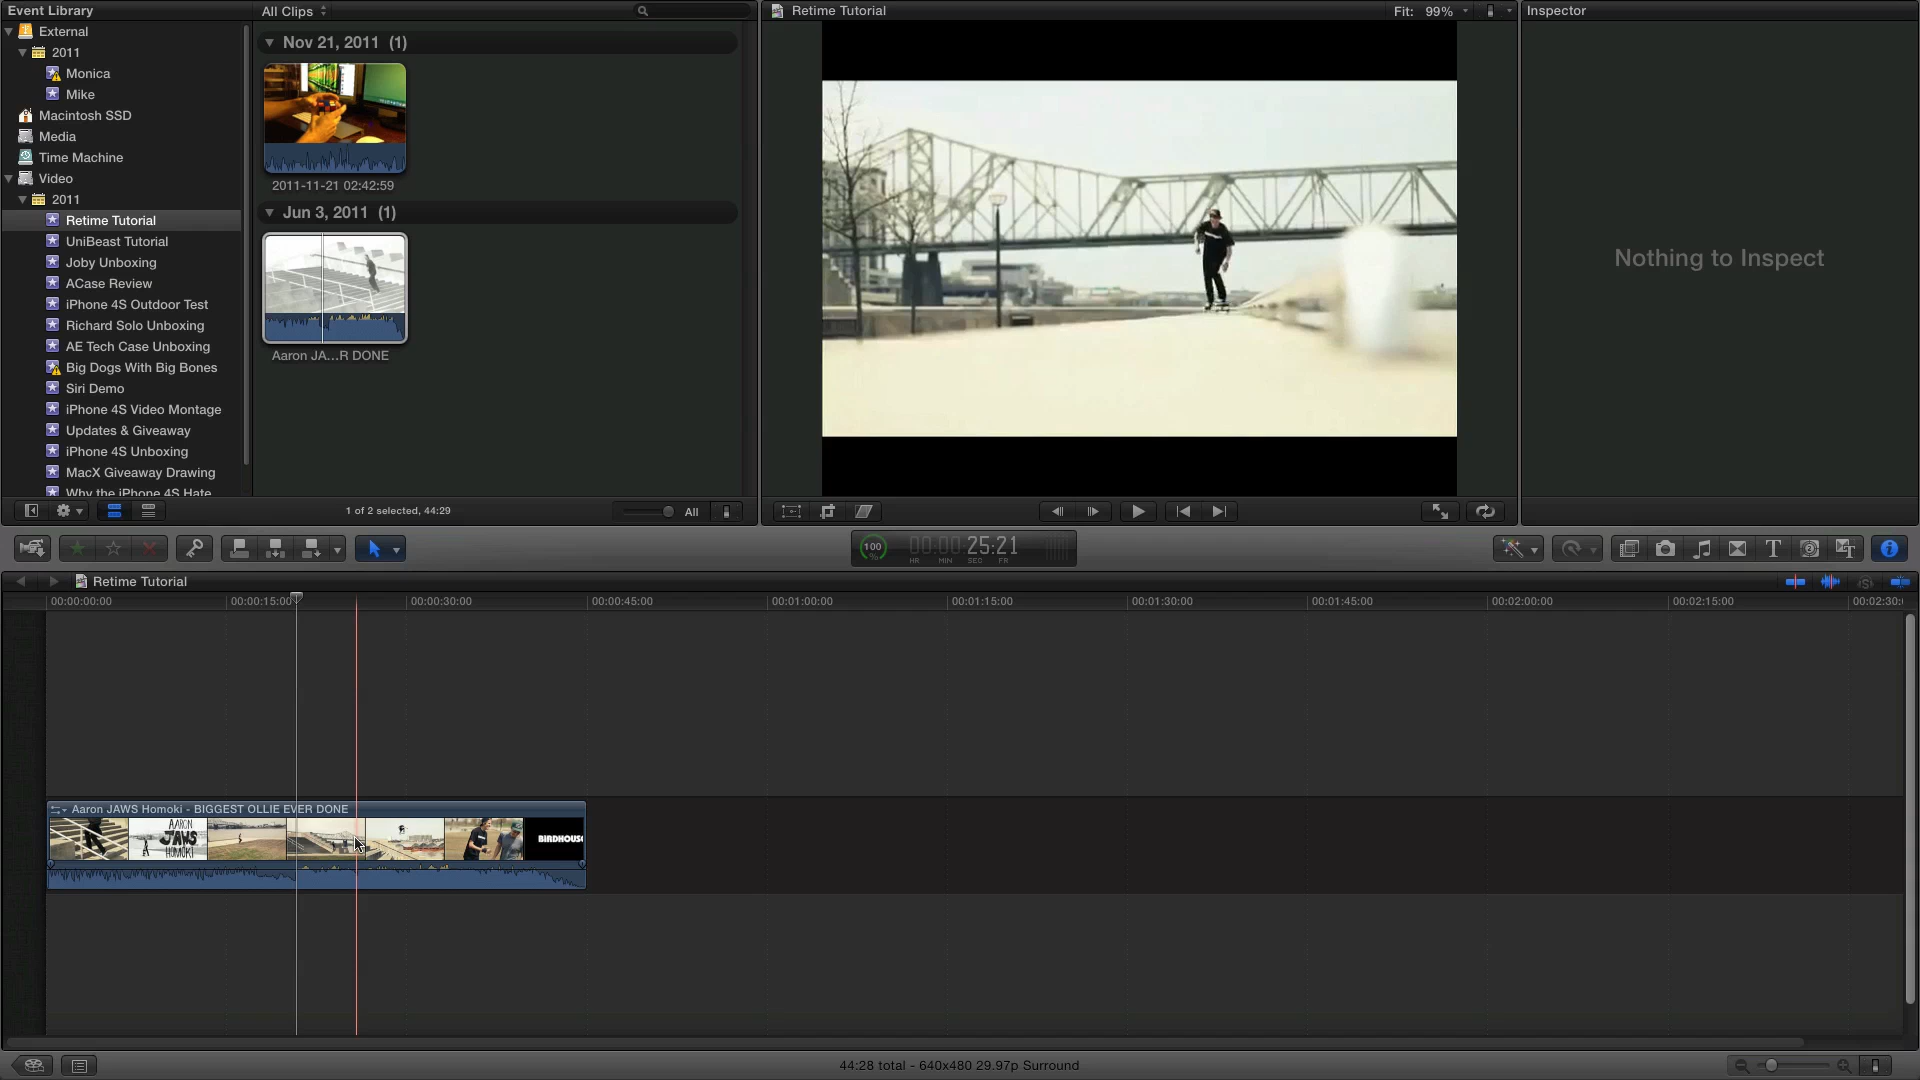 Event Library
All Clips
Retime Tutorial
Fit: 99%
Inspector
External
2011
Monica
Mike
Macintosh SSD
Media
Time Machine
Video
2011
Retime Tutorial
UniBeast Tutorial
Joby Unboxing
ACase Review
iPhone 4S Outdoor Test
Richard Solo Unboxing
AE Tech Case Unboxing
Big Dogs With Big Bones
Siri Demo
iPhone 4S Video Montage
Updates & Giveaway
iPhone 4S Unboxing
MacX Giveaway Drawing
Why the iPhone 4S Hate
Nov 21, 2011 (1)
2011-11-21 02:42:59
Jun 3, 2011 (1)
Aaron JA...R DONE
Nothing to Inspect
1 of 2 selected, 44:29
All
100
%
00:00:25:21
HR MIN SEC FR
Retime Tutorial
00:00:00:00
00:00:15:00
00:00:30:00
00:00:45:00
00:01:00:00
00:01:15:00
00:01:30:00
00:01:45:00
00:02:00:00
00:02:15:00
00:02:30:
Aaron JAWS Homoki - BIGGEST OLLIE EVER DONE
AARON
JAWS
HOMOKI
BIRDHOUS
44:28 total - 640x480 29.97p Surround